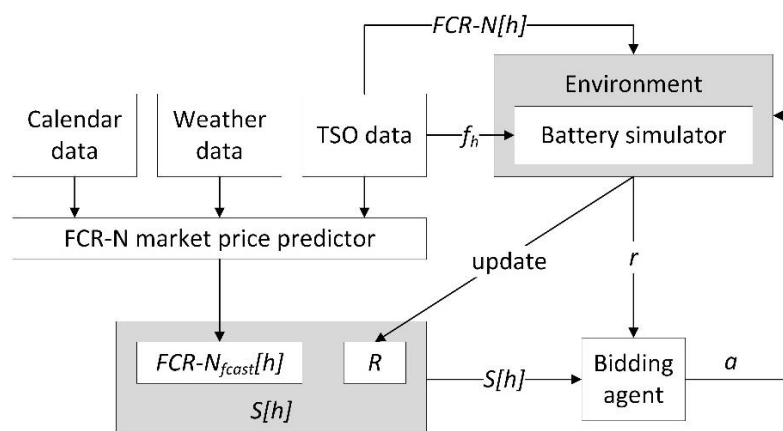 FCR-N[h]
Environment
Calendar
data
Weather
data
TSO data
f_h
Battery simulator
FCR-N market price predictor
update
r
FCR-N_fcast[h]
R
S[h]
S[h]
Bidding
agent
a